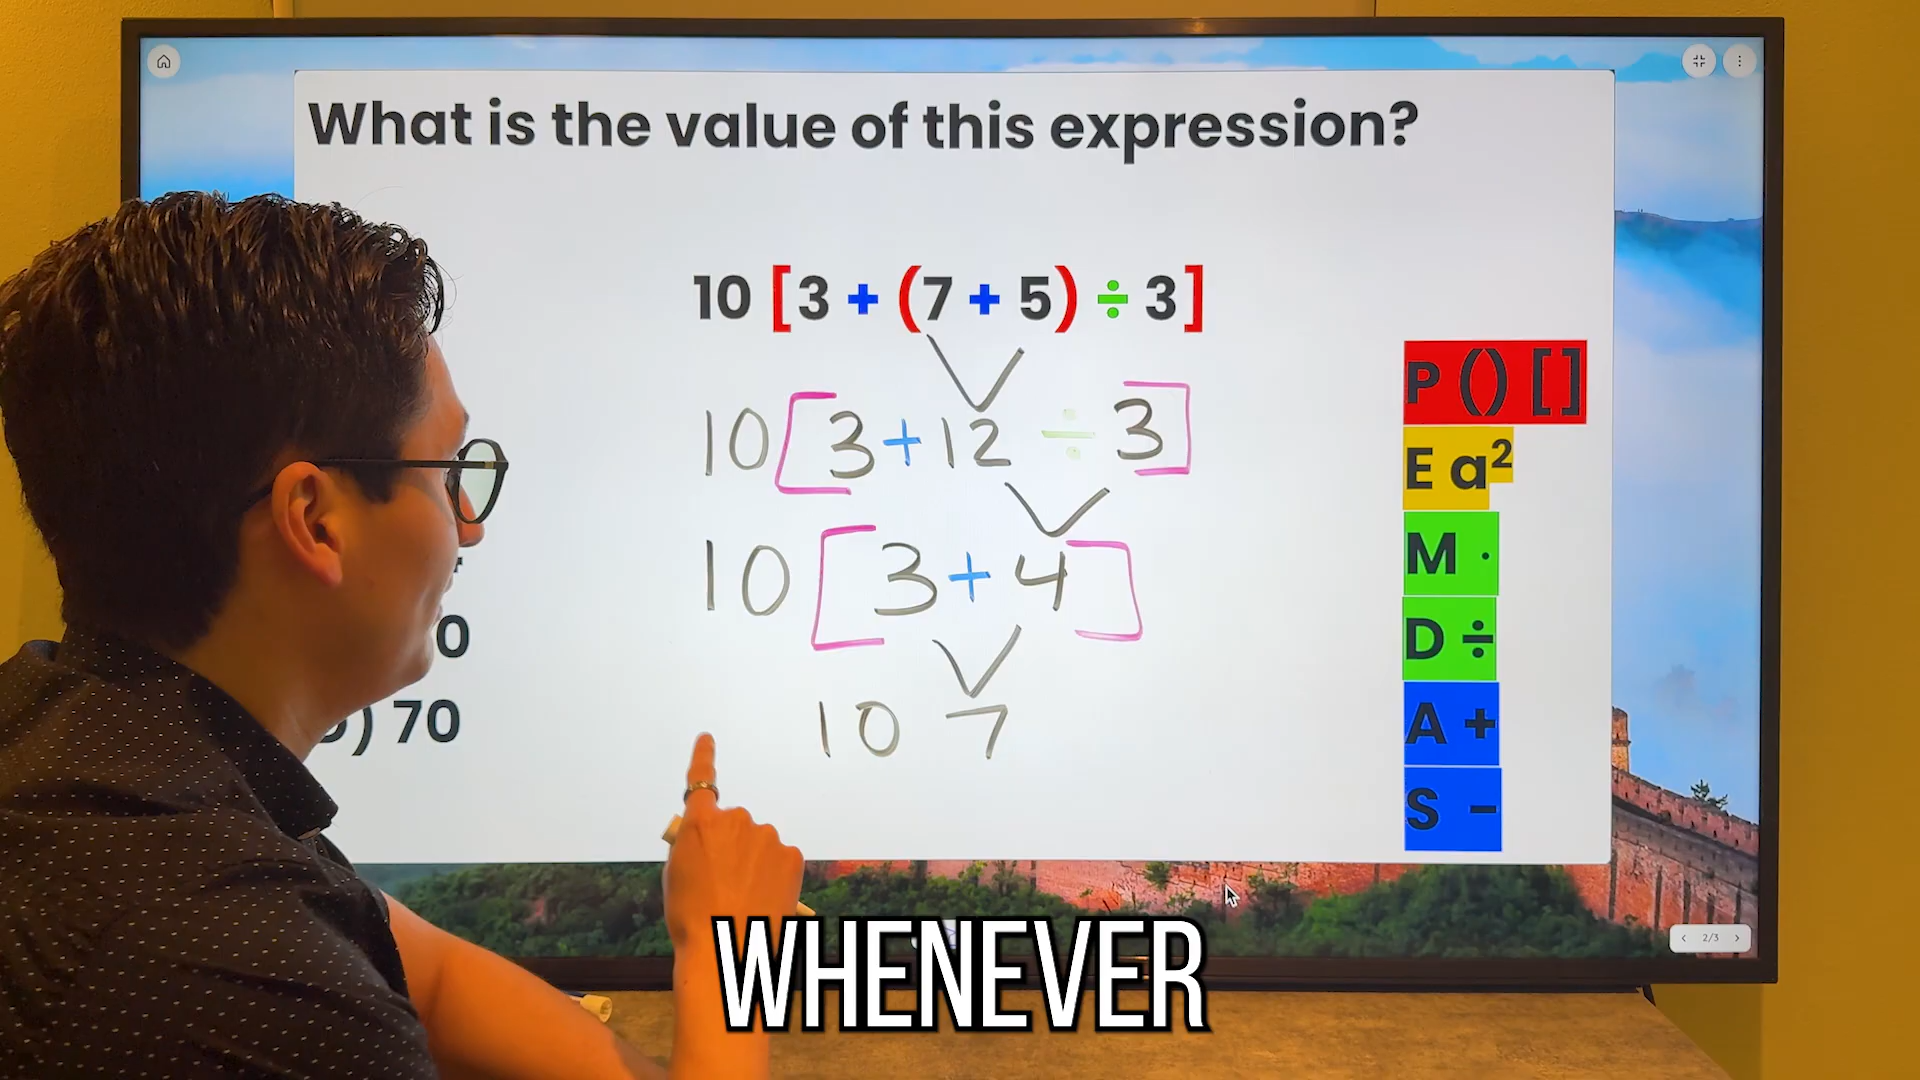 What is the value of this expression?
10 [3 + (7 + 5) ÷ 3]
10[3+12 ÷ 3]
10[3+4]
10 7
0
D) 70
P () []
E a²
M ·
D ÷
A +
S -
2/3
WHENEVER